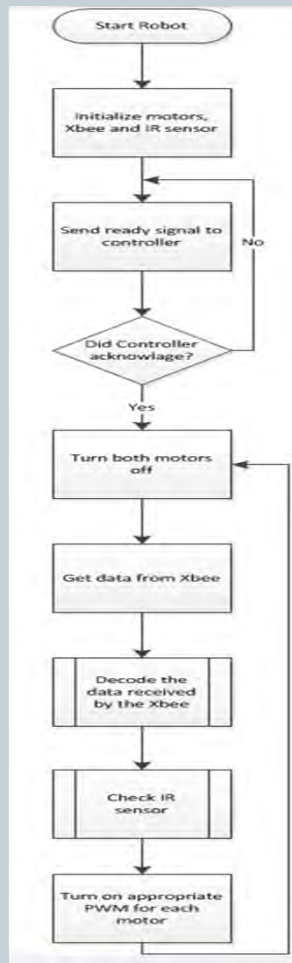 Start Robot
Initialize motors,
Xbee and IR sensor
Send ready signal to
controller
No
Did Controller
acknowlage?
Yes
Turn both motors
off
Get data from Xbee
Decode the
data received
by the Xbee
Check IR
sensor
Turn on appropriate
PWM for each
motor